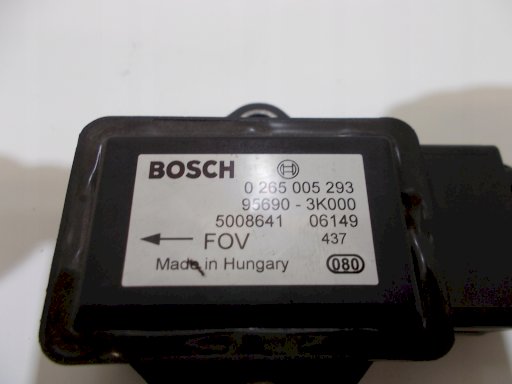 BOSCH
0 265 005 293
95690 - 3K000
5008641 06149
FOV 437
Made in Hungary 080